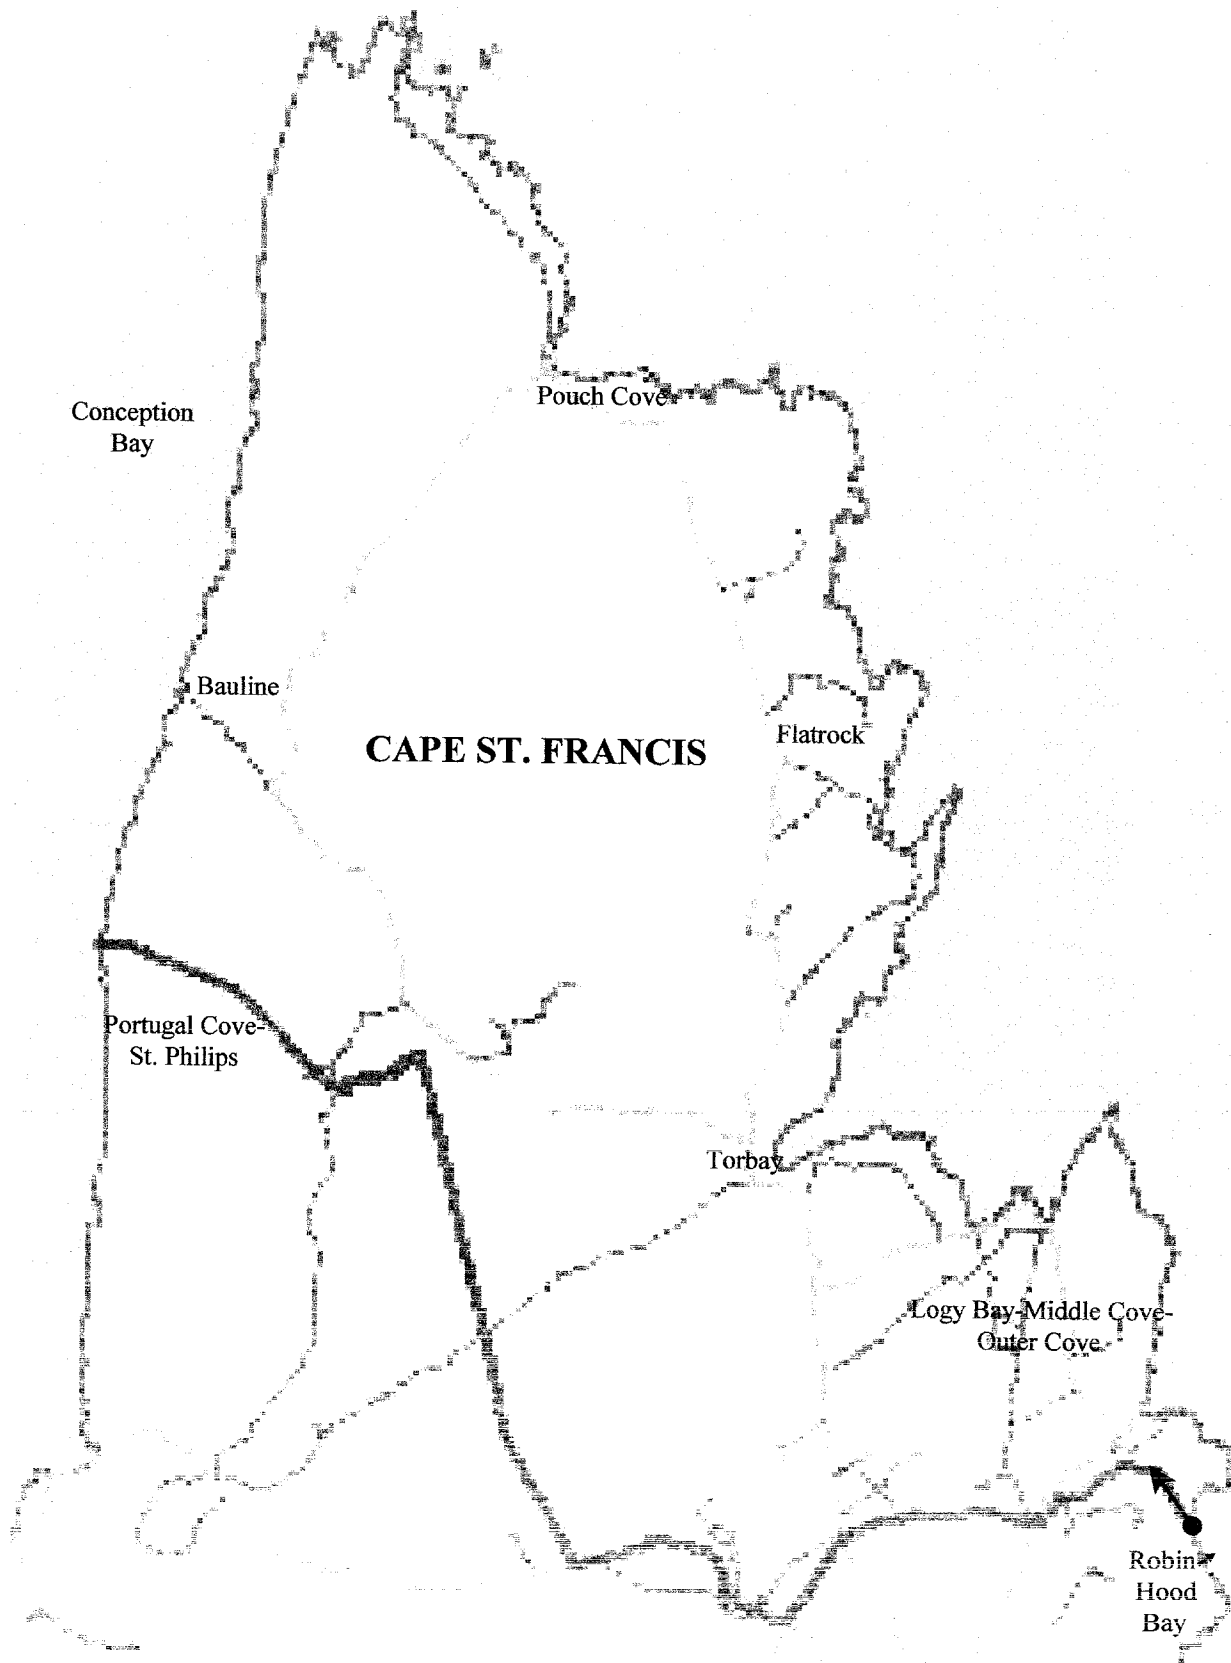 Conception
Bay
Pouch Cove
Bauline
CAPE ST. FRANCIS
Flatrock
Portugal Cove-
St. Philips
Torbay
Logy Bay-Middle Cove-
Outer Cove
Robin
Hood
Bay